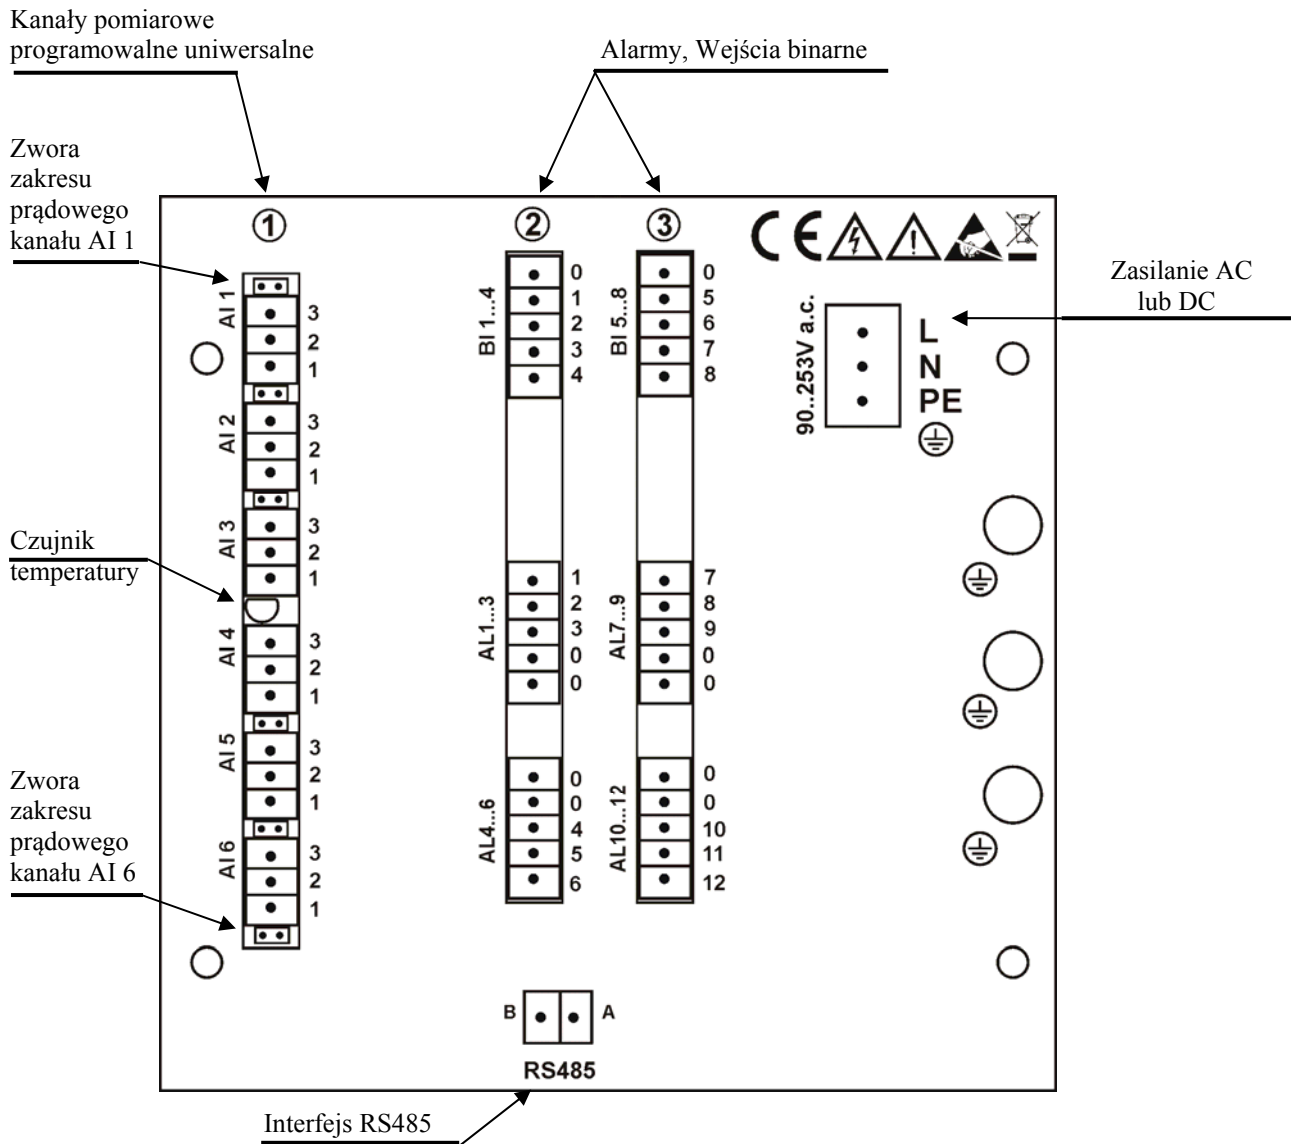 Kanały pomiarowe
programowalne uniwersalne
Alarmy, Wejścia binarne
Zwora
zakresu
prądowego
kanału AI 1
Zasilanie AC
lub DC
Czujnik
temperatury
Zwora
zakresu
prądowego
kanału AI 6
1
AI 1
3
2
1
AI 2
3
2
1
AI 3
3
2
1
AI 4
3
2
1
AI 5
3
2
1
AI 6
3
2
1
2
BI 1...4
0
1
2
3
4
AL1...3
1
2
3
0
0
AL4...6
0
0
4
5
6
3
BI 5...8
0
5
6
7
8
AL7...9
7
8
9
0
0
AL10...12
0
0
10
11
12
CE
90..253V a.c.
L
N
PE
B
A
RS485
Interfejs RS485